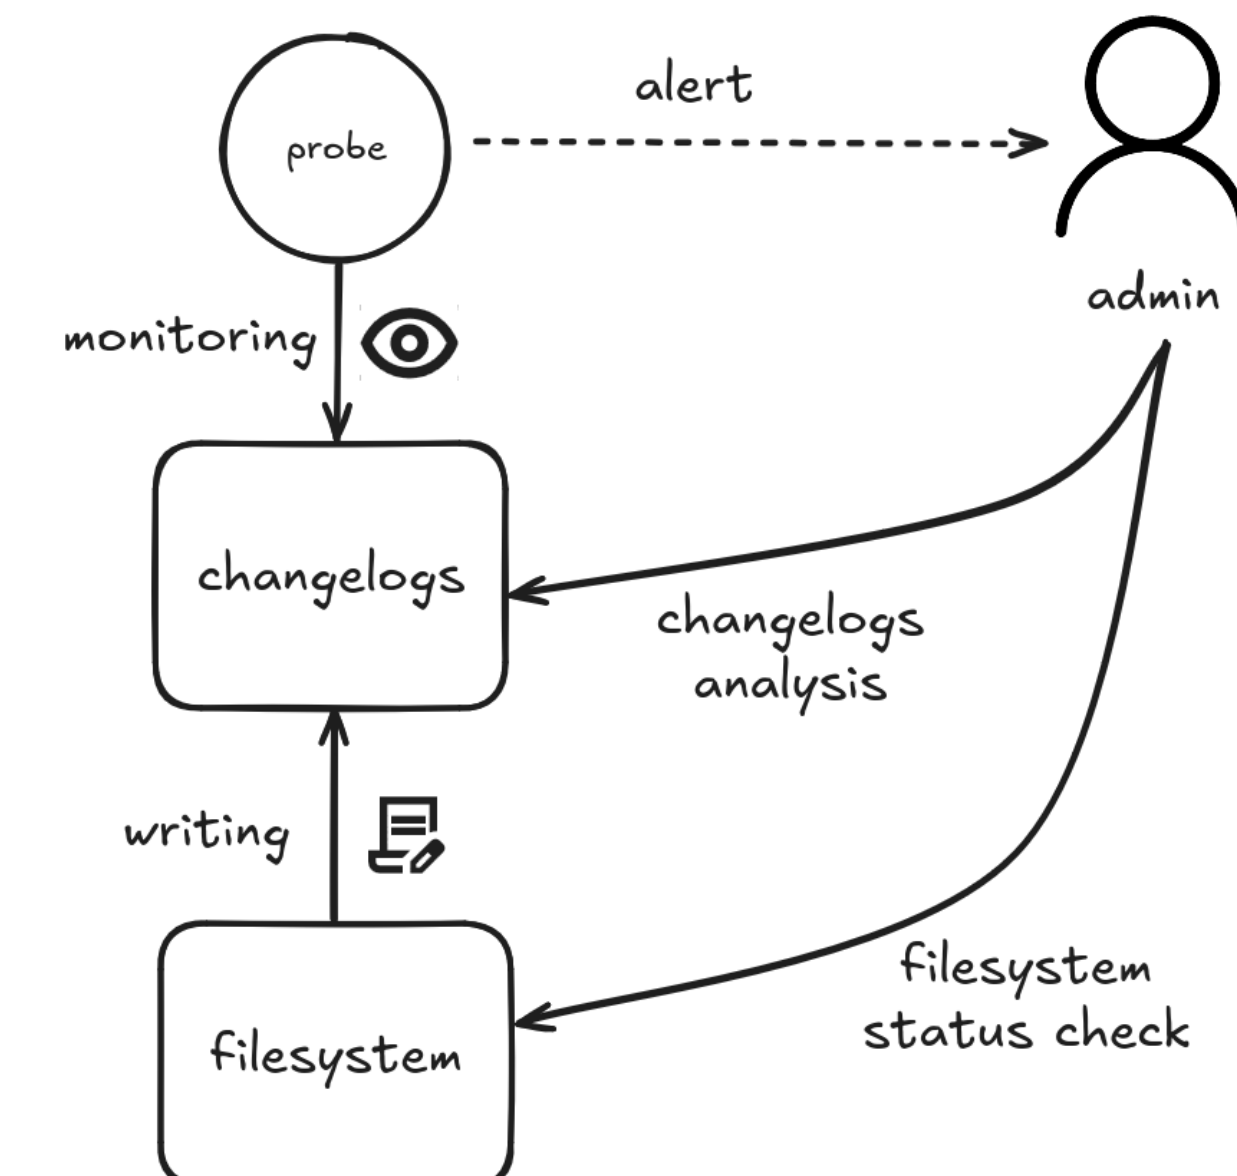 alert
probe
admin
monitoring
changelogs
changelogs
analysis
writing
filesystem
status check
filesystem